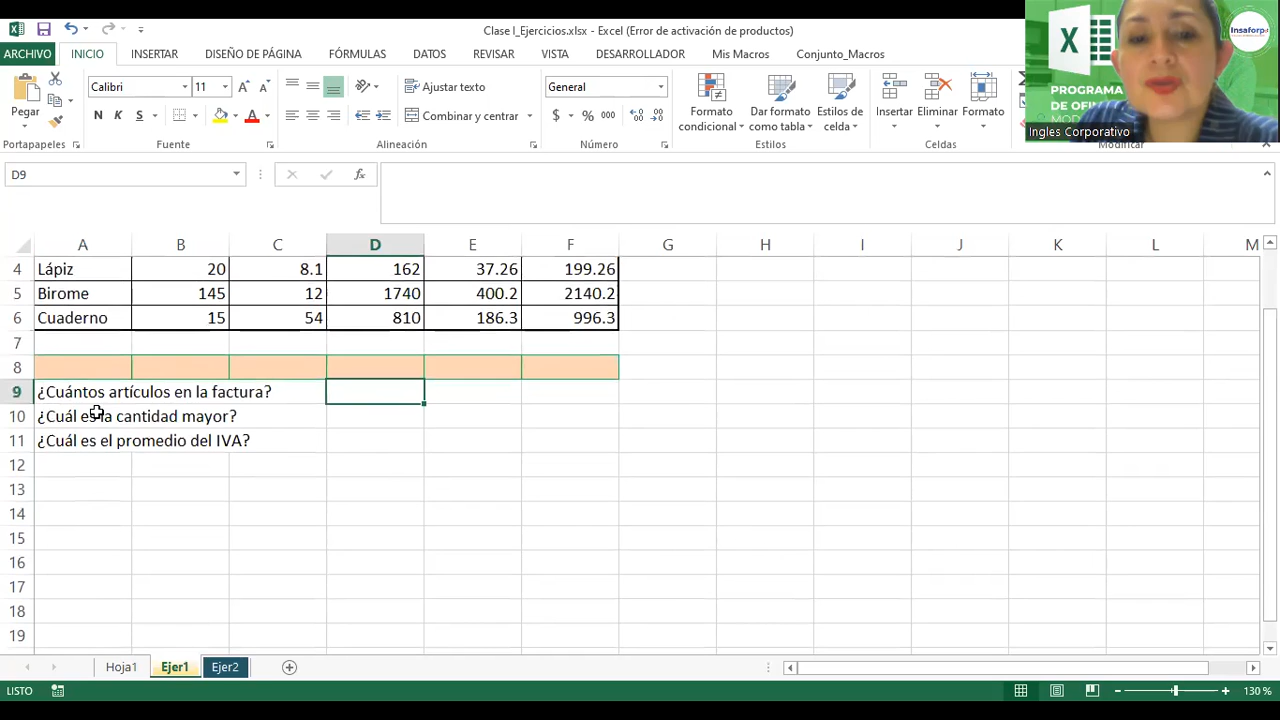 Clase I_Ejercicios.xlsx - Excel (Error de activación de productos)
ARCHIVO INICIO INSERTAR DISEÑO DE PÁGINA FÓRMULAS DATOS REVISAR VISTA DESARROLLADOR Mis Macros Conjunto_Macros
Calibri 11 Ajustar texto General
Pegar N K S Combinar y centrar $ % 000 Formato condicional Dar formato como tabla Estilos de celda Insertar Eliminar Formato
Portapapeles Fuente Alineación Número Estilos Celdas Modificar
Insaforp
PROGRAMA
DE OFI
MOD
Ingles Corporativo
D9 fx
A B C D E F G H I J K L M
4 Lápiz 20 8.1 162 37.26 199.26
5 Birome 145 12 1740 400.2 2140.2
6 Cuaderno 15 54 810 186.3 996.3
7
8
9 ¿Cuántos artículos en la factura?
10 ¿Cuál es la cantidad mayor?
11 ¿Cuál es el promedio del IVA?
12
13
14
15
16
17
18
19
Hoja1 Ejer1 Ejer2
LISTO 130 %